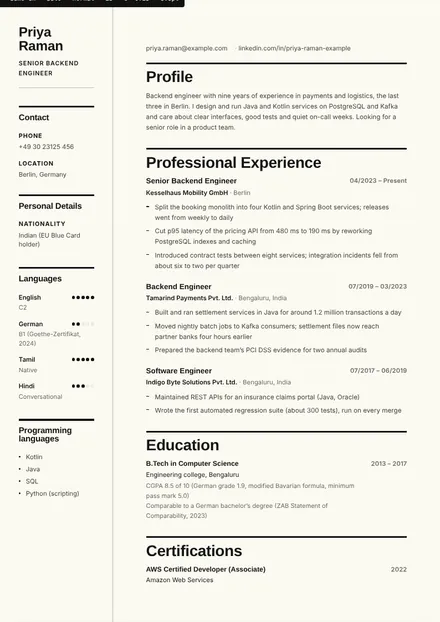 Priya
Raman
SENIOR BACKEND
ENGINEER
Contact
PHONE
+49 30 23125 456
LOCATION
Berlin, Germany
Personal Details
NATIONALITY
Indian (EU Blue Card
holder)
Languages
English
C2
German
B1 (Goethe-Zertifikat,
2024)
Tamil
Native
Hindi
Conversational
Programming
languages
• Kotlin
• Java
• SQL
• Python (scripting)
priya.raman@example.com
linkedin.com/in/priya-raman-example
Profile
Backend engineer with nine years of experience in payments and logistics, the last
three in Berlin. I design and run Java and Kotlin services on PostgreSQL and Kafka
and care about clear interfaces, good tests and quiet on-call weeks. Looking for a
senior role in a product team.
Professional Experience
Senior Backend Engineer 04/2023 – Present
Kesselhaus Mobility GmbH · Berlin
– Split the booking monolith into four Kotlin and Spring Boot services; releases
went from weekly to daily
– Cut p95 latency of the pricing API from 480 ms to 190 ms by reworking
PostgreSQL indexes and caching
– Introduced contract tests between eight services; integration incidents fell from
about six to two per quarter
Backend Engineer 07/2019 – 03/2023
Tamarind Payments Pvt. Ltd. · Bengaluru, India
– Built and ran settlement services in Java for around 1.2 million transactions a day
– Moved nightly batch jobs to Kafka consumers; settlement files now reach
partner banks four hours earlier
– Prepared the backend team's PCI DSS evidence for two annual audits
Software Engineer 07/2017 – 06/2019
Indigo Byte Solutions Pvt. Ltd. · Bengaluru, India
– Maintained REST APIs for an insurance claims portal (Java, Oracle)
– Wrote the first automated regression suite (about 300 tests), run on every merge
Education
B.Tech in Computer Science 2013 – 2017
Engineering college, Bengaluru
CGPA 8.5 of 10 (German grade 1.9, modified Bavarian formula, minimum
pass mark 5.0)
Comparable to a German bachelor's degree (ZAB Statement of
Comparability, 2023)
Certifications
AWS Certified Developer (Associate) 2022
Amazon Web Services